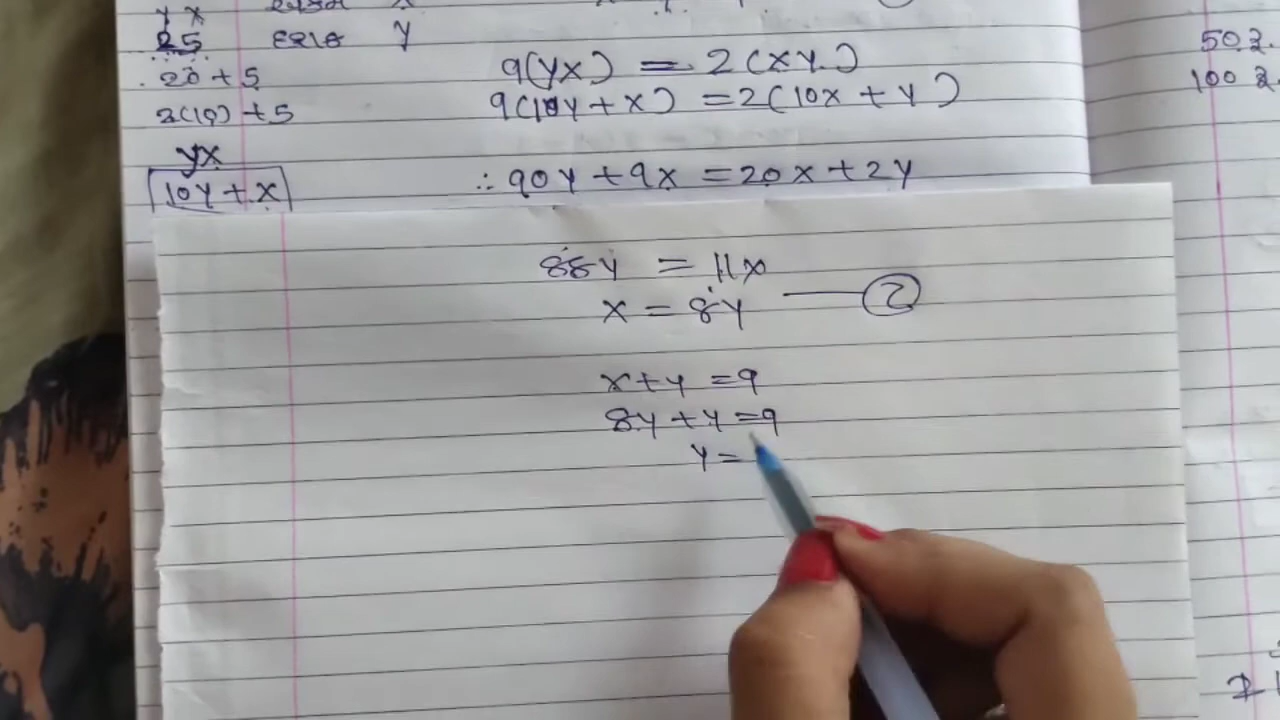 y x
25 દશક y
20 + 5
2(10) + 5
yx
10y + x
9(yx) = 2(xy)
9(10y + x) = 2(10x + y)
∴ 90y + 9x = 20x + 2y
88y = 11x
x = 8y — 2
x + y = 9
8y + y = 9
y =
50 2.
100 2.